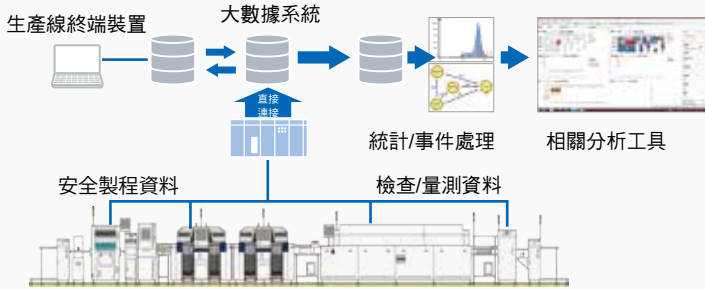 生產線終端裝置
大數據系統
直接
連接
統計/事件處理
相關分析工具
安全製程資料
檢查/量測資料